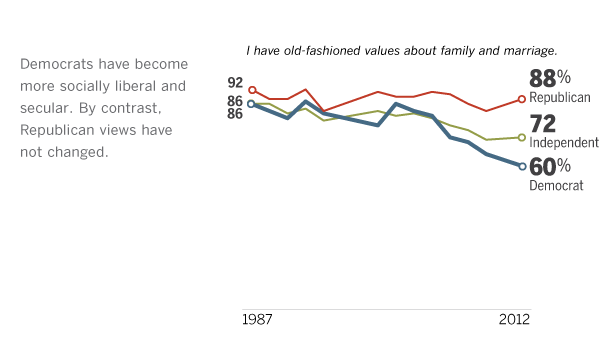 Democrats have become
more socially liberal and
secular. By contrast,
Republican views have
not changed.
I have old-fashioned values about family and marriage.
92
86
86
88%
Republican
72
Independent
60%
Democrat
1987
2012